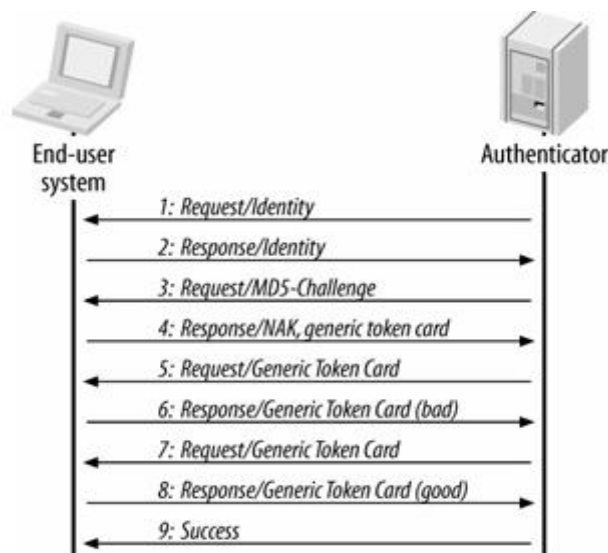 End-user
system
Authenticator
1: Request/Identity
2: Response/Identity
3: Request/MD5-Challenge
4: Response/NAK, generic token card
5: Request/Generic Token Card
6: Response/Generic Token Card (bad)
7: Request/Generic Token Card
8: Response/Generic Token Card (good)
9: Success